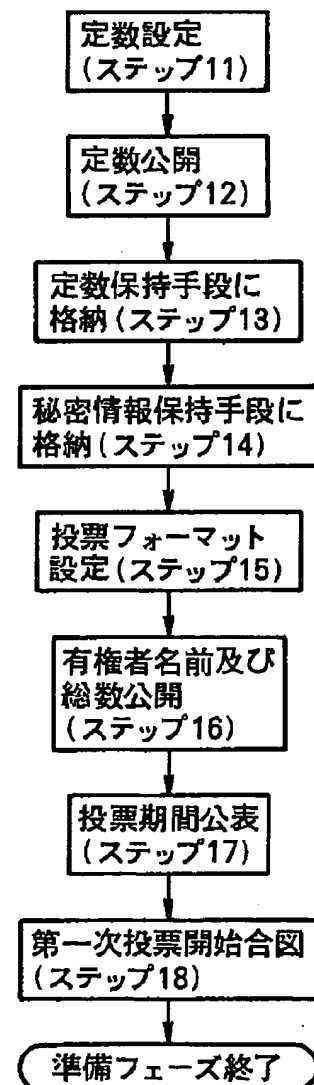 定数設定
(ステップ11)
定数公開
(ステップ12)
定数保持手段に
格納(ステップ13)
秘密情報保持手段に
格納(ステップ14)
投票フォーマット
設定(ステップ15)
有権者名前及び
総数公開
(ステップ16)
投票期間公表
(ステップ17)
第一次投票開始合図
(ステップ18)
準備フェーズ終了